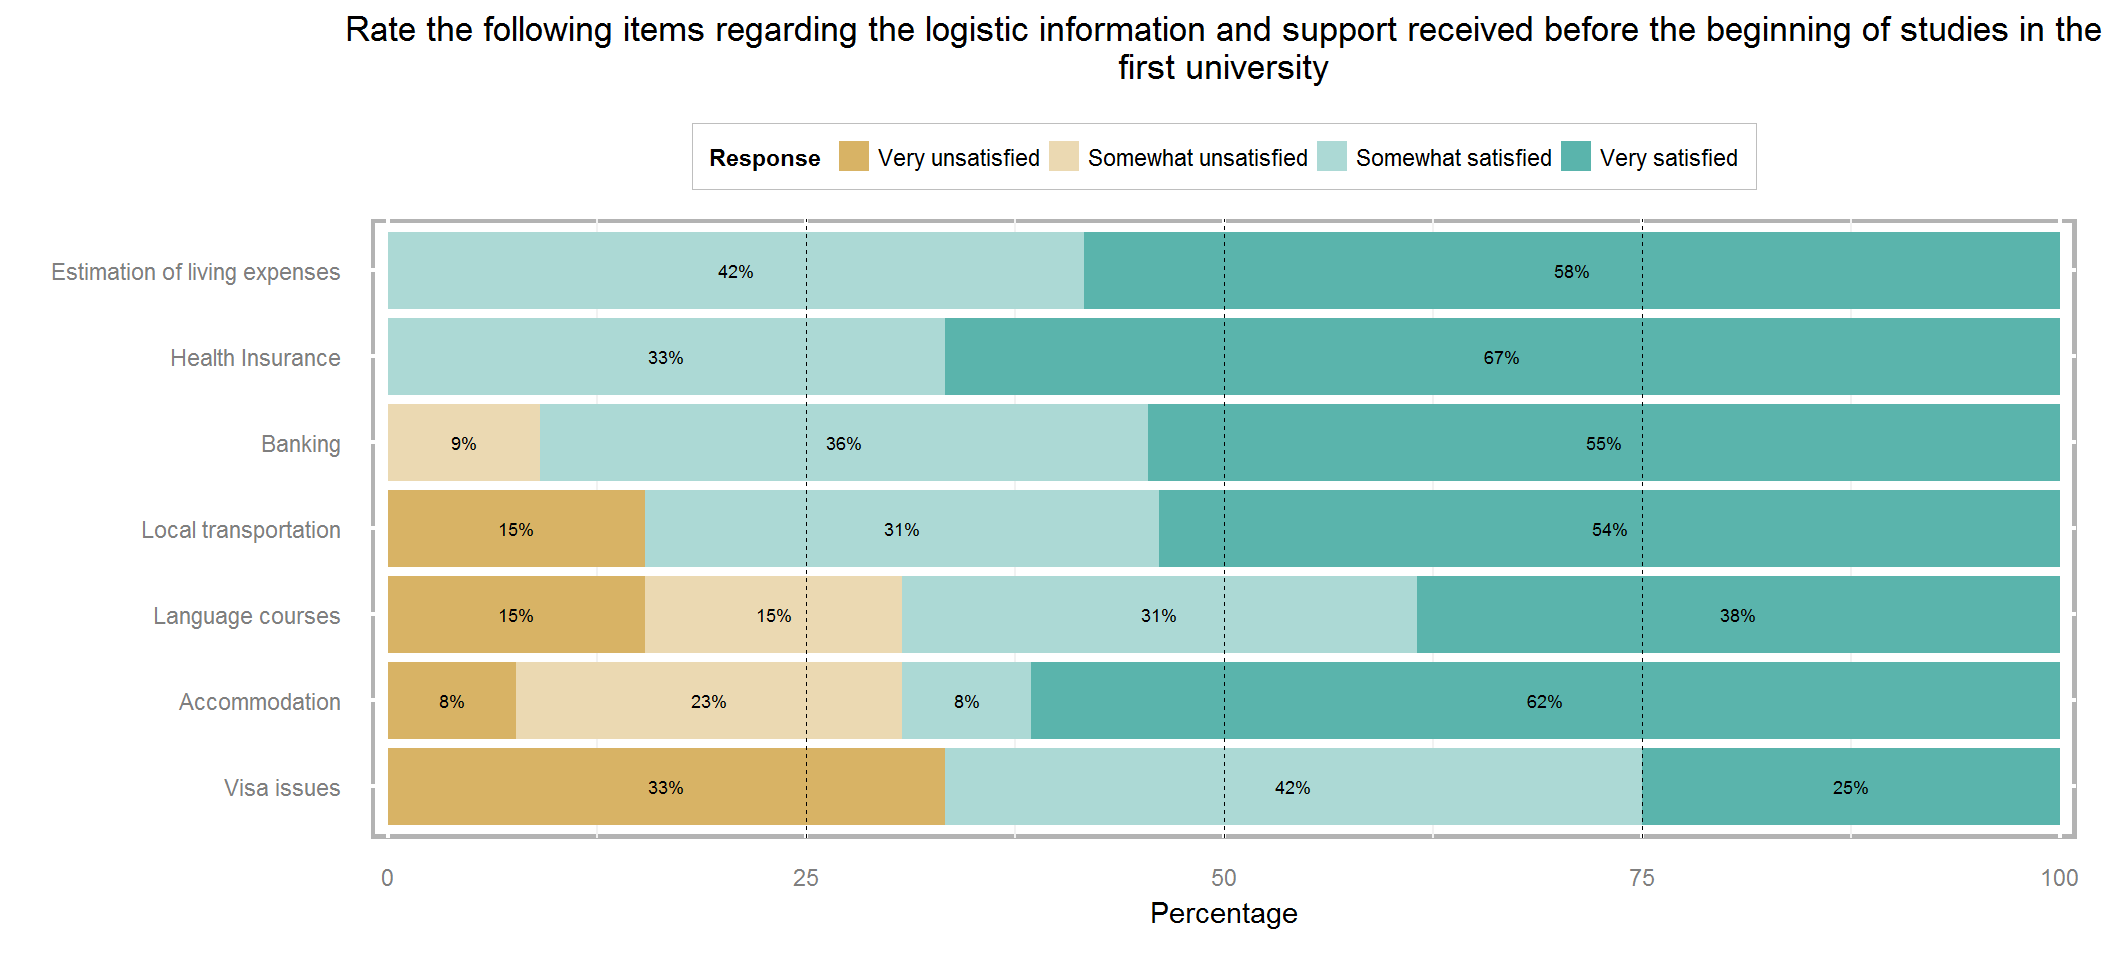 Rate the following items regarding the logistic information and support received before the beginning of studies in the
first university
Response Very unsatisfied Somewhat unsatisfied Somewhat satisfied Very satisfied
Estimation of living expenses 42% 58%
Health Insurance 33% 67%
Banking 9% 36% 55%
Local transportation 15% 31% 54%
Language courses 15% 15% 31% 38%
Accommodation 8% 23% 8% 62%
Visa issues 33% 42% 25%
0 25 50 75 100
Percentage